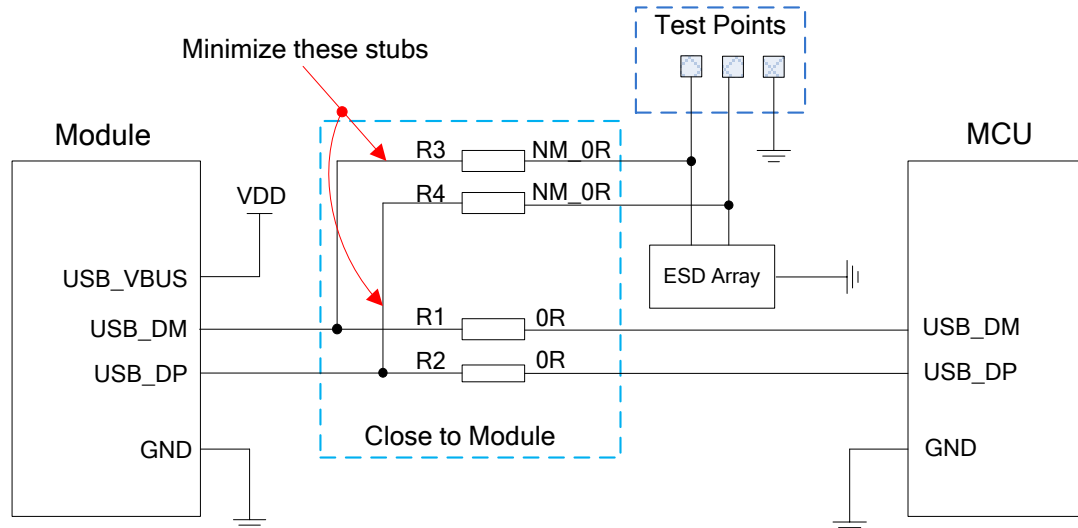 Test Points
Minimize these stubs
Module
MCU
R3
NM_0R
R4
NM_0R
VDD
ESD Array
USB_VBUS
USB_DM
R1
0R
USB_DM
USB_DP
R2
0R
USB_DP
Close to Module
GND
GND